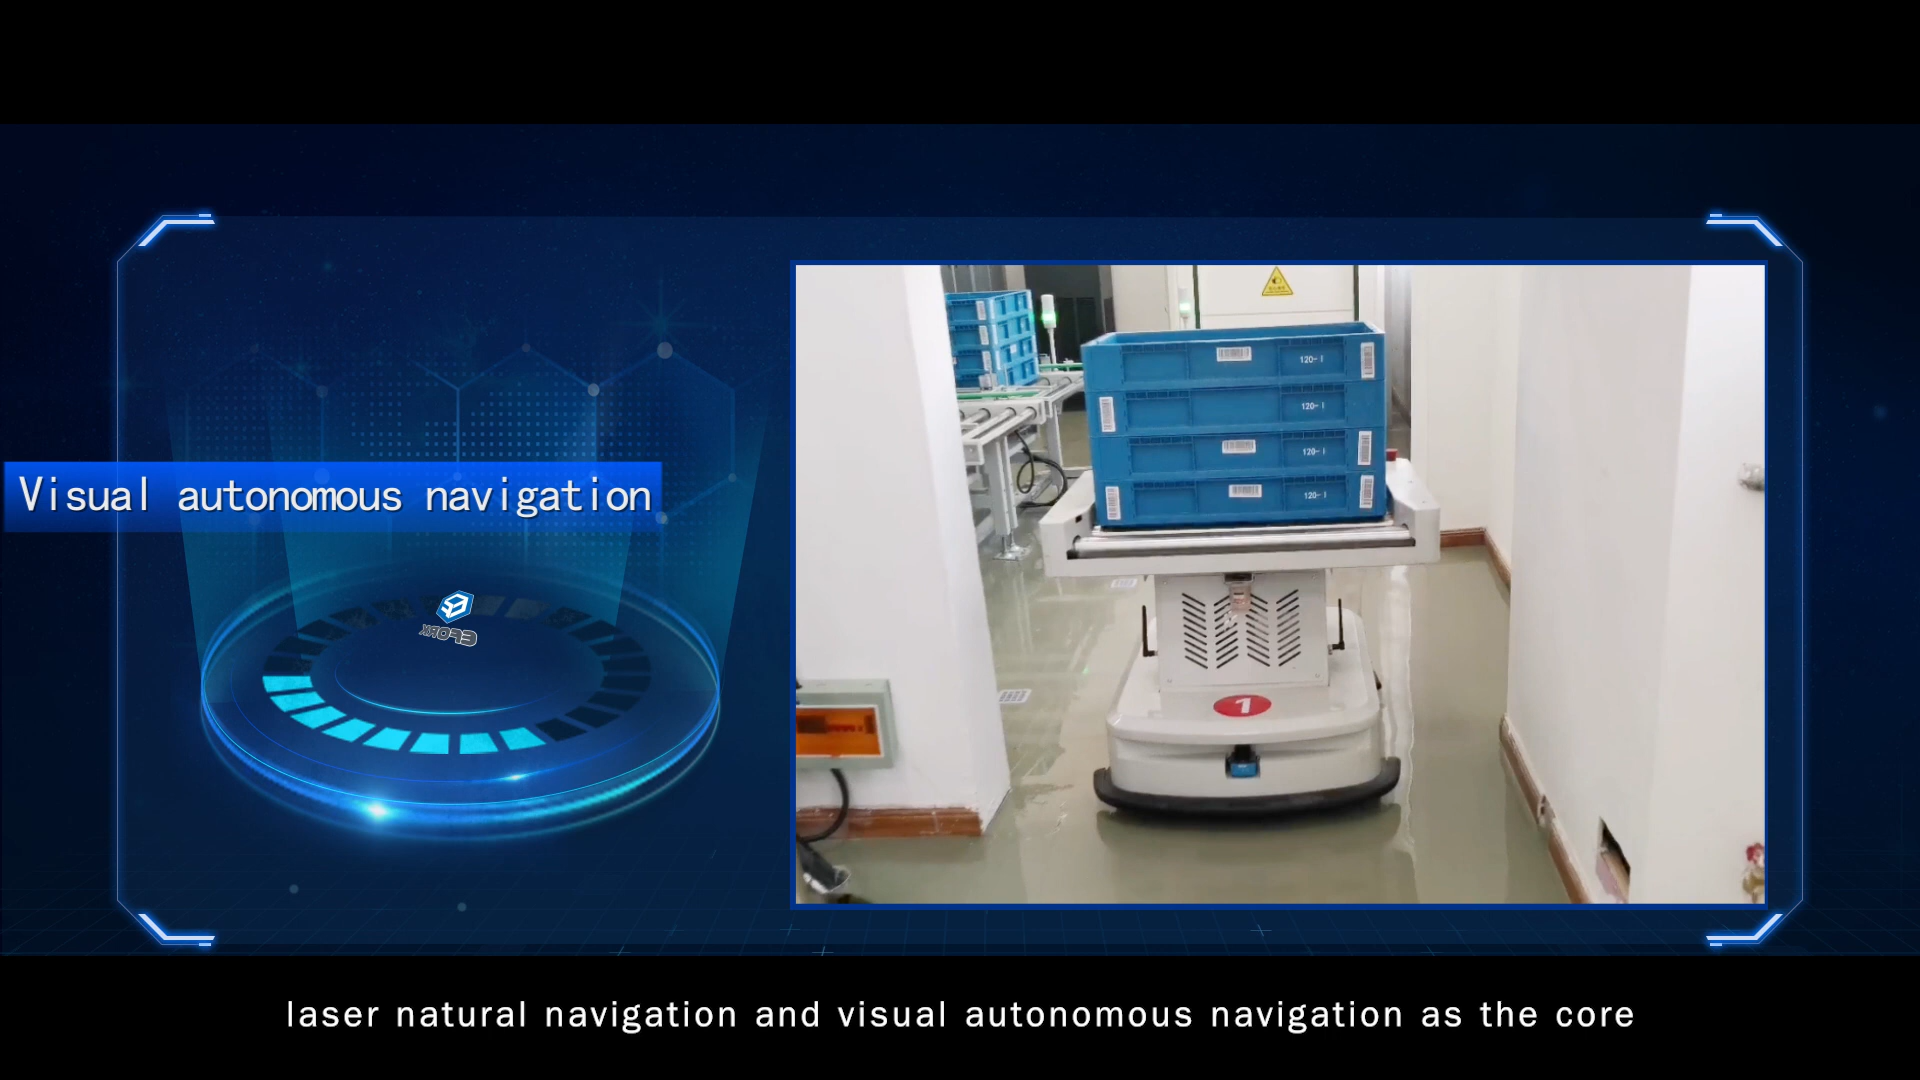 Visual autonomous navigation
EFORK
120-1
120-1
120-1
120-1
1
laser natural navigation and visual autonomous navigation as the core